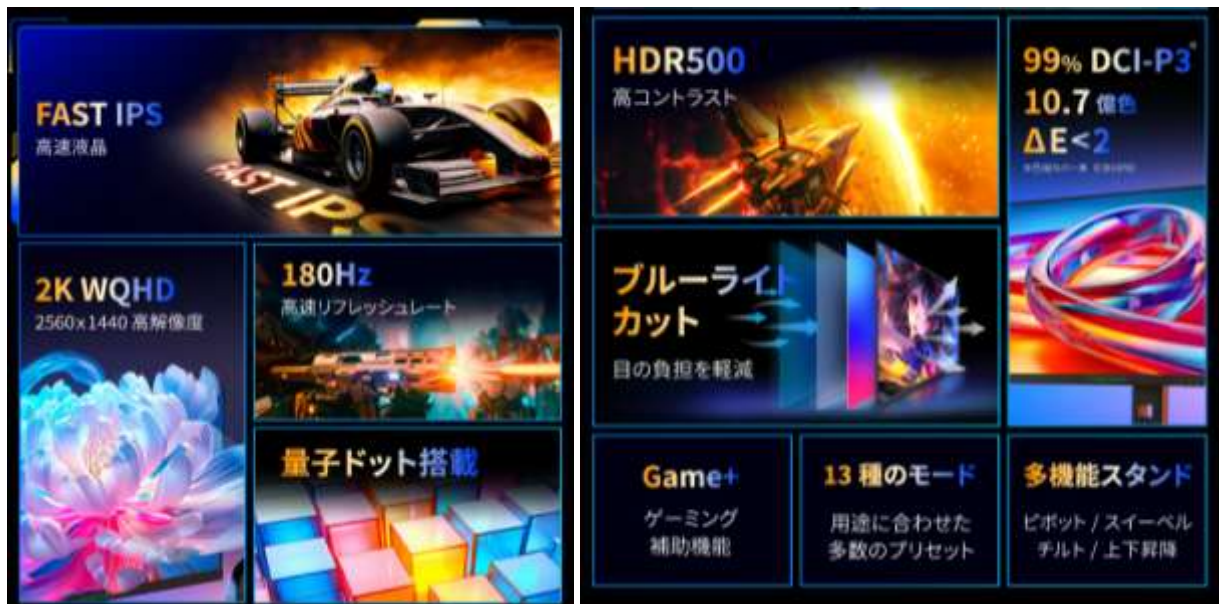 FAST IPS
高速液晶
FAST IPS
2K WQHD
2560x1440 高解像度
180Hz
高速リフレッシュレート
量子ドット搭載
HDR500
高コントラスト
99% DCI-P3
10.7 億色
ΔE<2
ブルーライト
カット
目の負担を軽減
Game+
ゲーミング
補助機能
13 種のモード
用途に合わせた
多数のプリセット
多機能スタンド
ピボット / スイーベル
チルト / 上下昇降